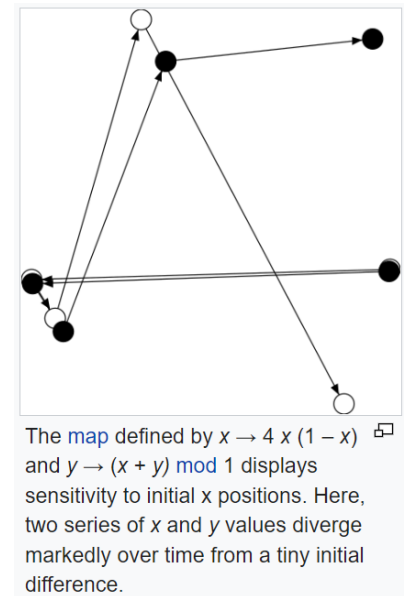 The map defined by x → 4 x (1 – x)
and y → (x + y) mod 1 displays
sensitivity to initial x positions. Here,
two series of x and y values diverge
markedly over time from a tiny initial
difference.